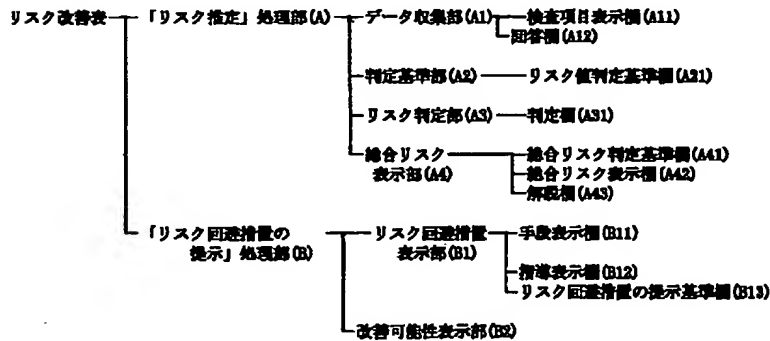 リスク改善表 「リスク推定」処理部(A) データ収集部(A1) 検査項目表示欄(A11)
回答欄(A12)
判定基準部(A2) リスク値判定基準欄(A21)
リスク判定部(A3) 判定欄(A31)
総合リスク 総合リスク判定基準欄(A41)
表示部(A4) 総合リスク表示欄(A42)
解説欄(A43)
「リスク回避措置の リスク回避措置 手段表示欄(B11)
提示」処理部(B) 表示部(B1)
指導表示欄(B12)
リスク回避措置の提示基準欄(B13)
改善可能性表示部(B2)